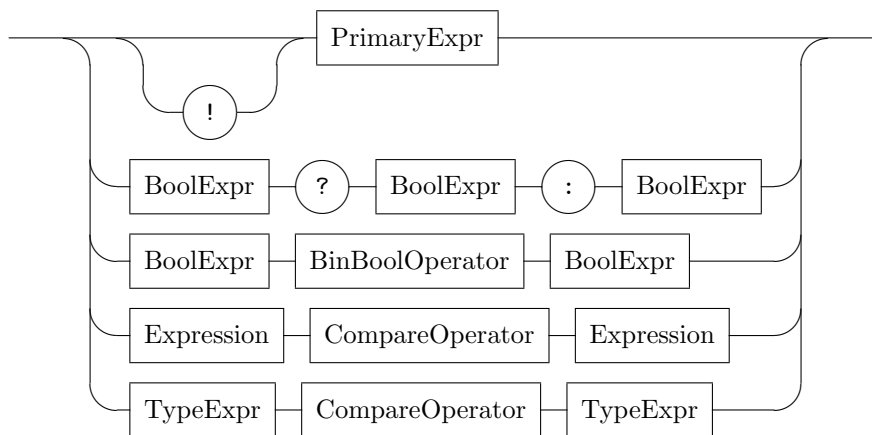 PrimaryExpr
!
BoolExpr ? BoolExpr : BoolExpr
BoolExpr BinBoolOperator BoolExpr
Expression CompareOperator Expression
TypeExpr CompareOperator TypeExpr